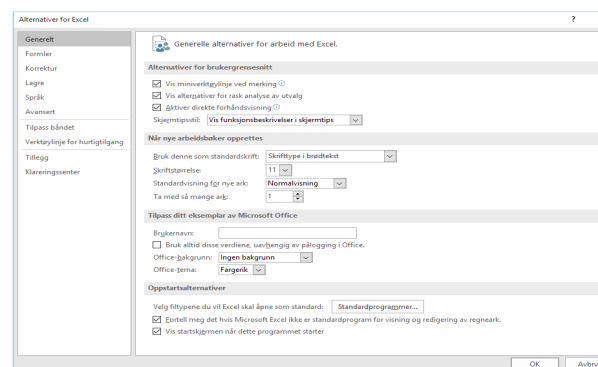 Alternativer for Excel ?
Generelt
Formler
Korrektur
Lagre
Språk
Avansert
Tilpass båndet
Verktøylinje for hurtigtilgang
Tillegg
Klareringssenter
Generelle alternativer for arbeid med Excel.
Alternativer for brukergrensesnitt
Vis miniverktøylinje ved merking
Vis alternativer for rask analyse av utvalg
Aktiver direkte forhåndsvisning
Skjermtipsstil: Vis funksjonsbeskrivelser i skjermtips
Når nye arbeidsbøker opprettes
Bruk denne som standardskrift: Skrifttype i brødtekst
Skriftstørrelse: 11
Standardvisning for nye ark: Normalvisning
Ta med så mange ark: 1
Tilpass ditt eksemplar av Microsoft Office
Brukernavn:
Bruk alltid disse verdiene, uavhengig av pålogging i Office.
Office-bakgrunn: Ingen bakgrunn
Office-tema: Fargerik
Oppstartsalternativer
Velg filtypene du vil Excel skal åpne som standard: Standardprogrammer...
Fortell meg det hvis Microsoft Excel ikke er standardprogram for visning og redigering av regneark.
Vis startskjermen når dette programmet starter
OK Avbry